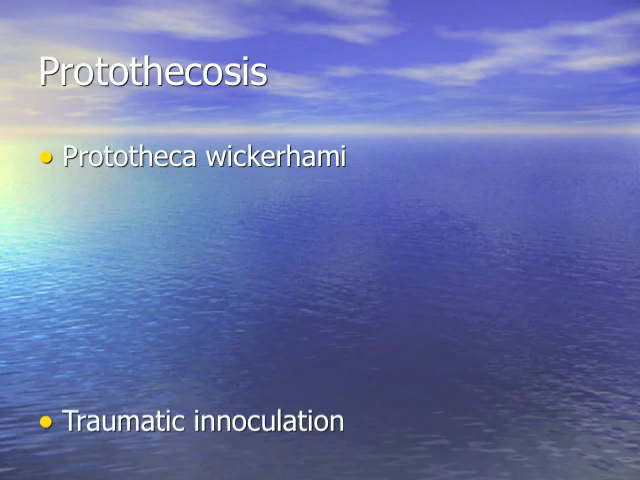 Protothecosis
• Prototheca wickerhami
• Traumatic innoculation